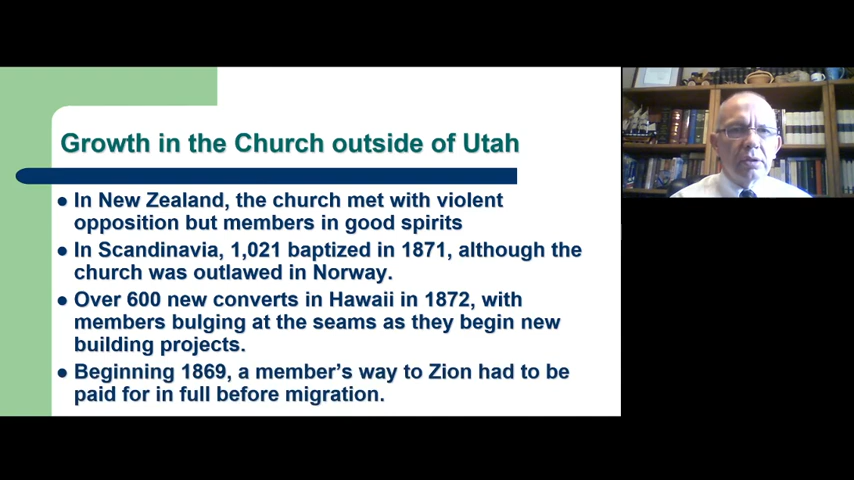 Growth in the Church outside of Utah
● In New Zealand, the church met with violent
opposition but members in good spirits
● In Scandinavia, 1,021 baptized in 1871, although the
church was outlawed in Norway.
● Over 600 new converts in Hawaii in 1872, with
members bulging at the seams as they begin new
building projects.
● Beginning 1869, a member's way to Zion had to be
paid for in full before migration.